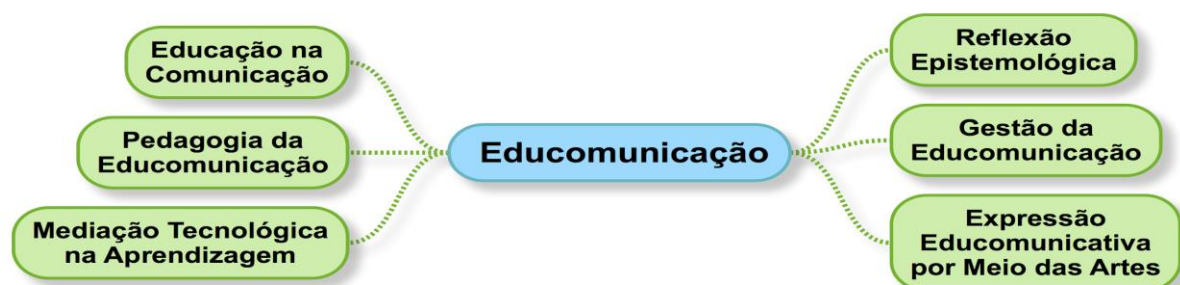 Educação na
Comunicação
Pedagogia da
Educomunicação
Mediação Tecnológica
na Aprendizagem
Educomunicação
Reflexão
Epistemológica
Gestão da
Educomunicação
Expressão
Educomunicativa
por Meio das Artes